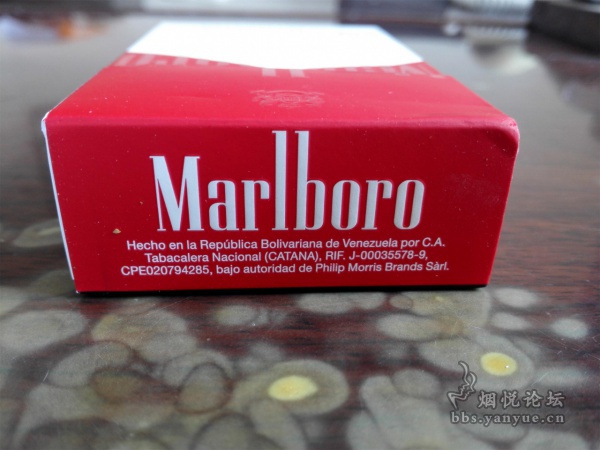 Marlboro
Hecho en la República Bolivariana de Venezuela por C.A.
Tabacalera Nacional (CATANA), RIF. J-00035578-9,
CPE020794285, bajo autoridad de Philip Morris Brands Sàrl.
烟悦论坛
bbs.yanyue.cn